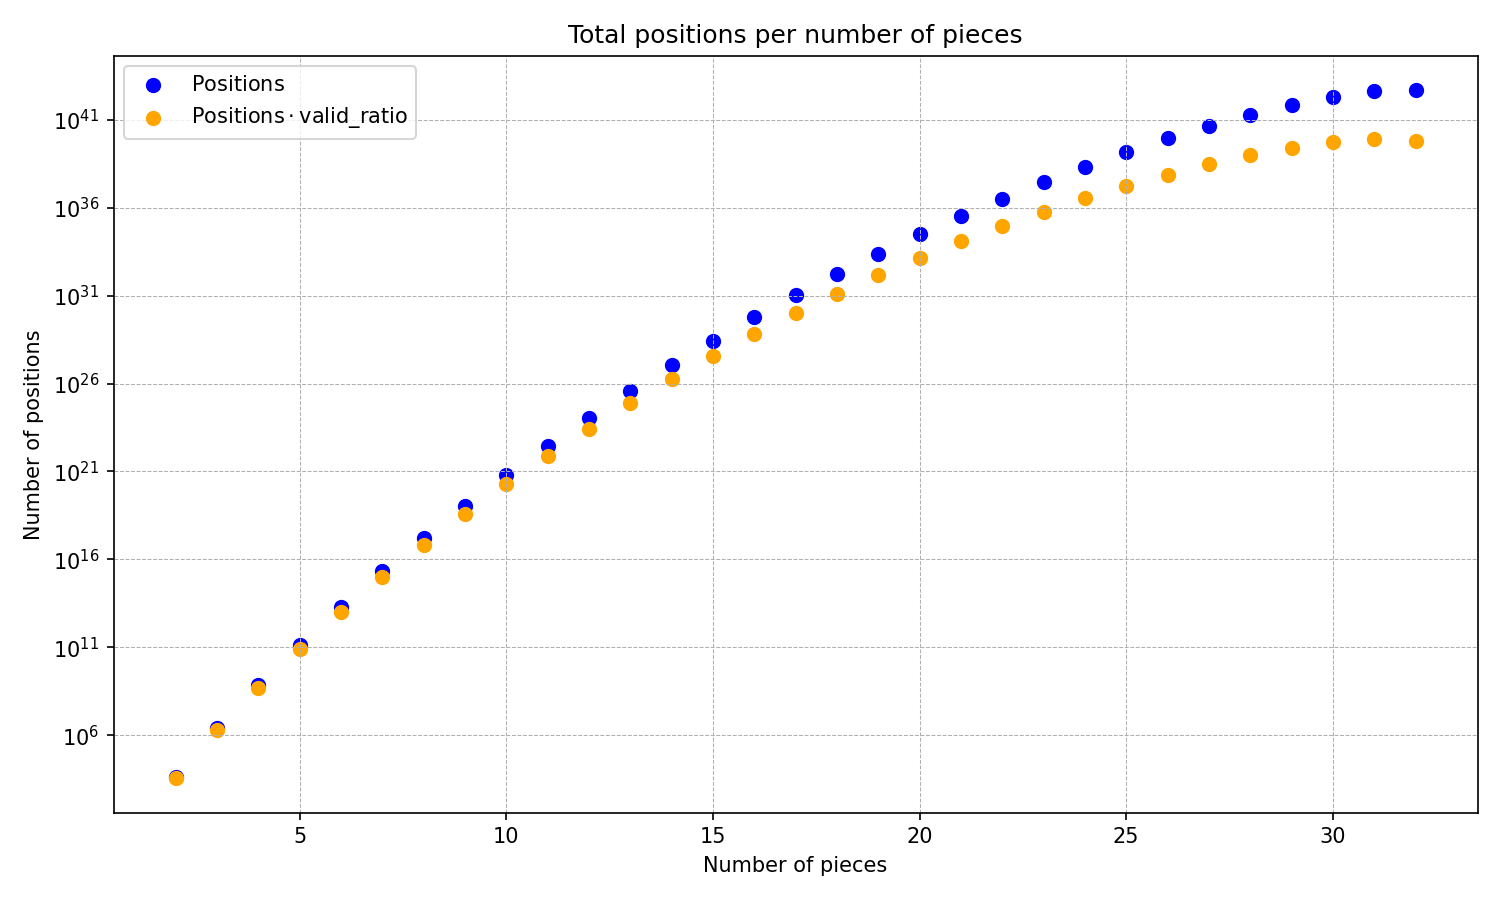 Total positions per number of pieces
Positions
Positions · valid_ratio
Number of positions
10^41
10^36
10^31
10^26
10^21
10^16
10^11
10^6
5 10 15 20 25 30
Number of pieces